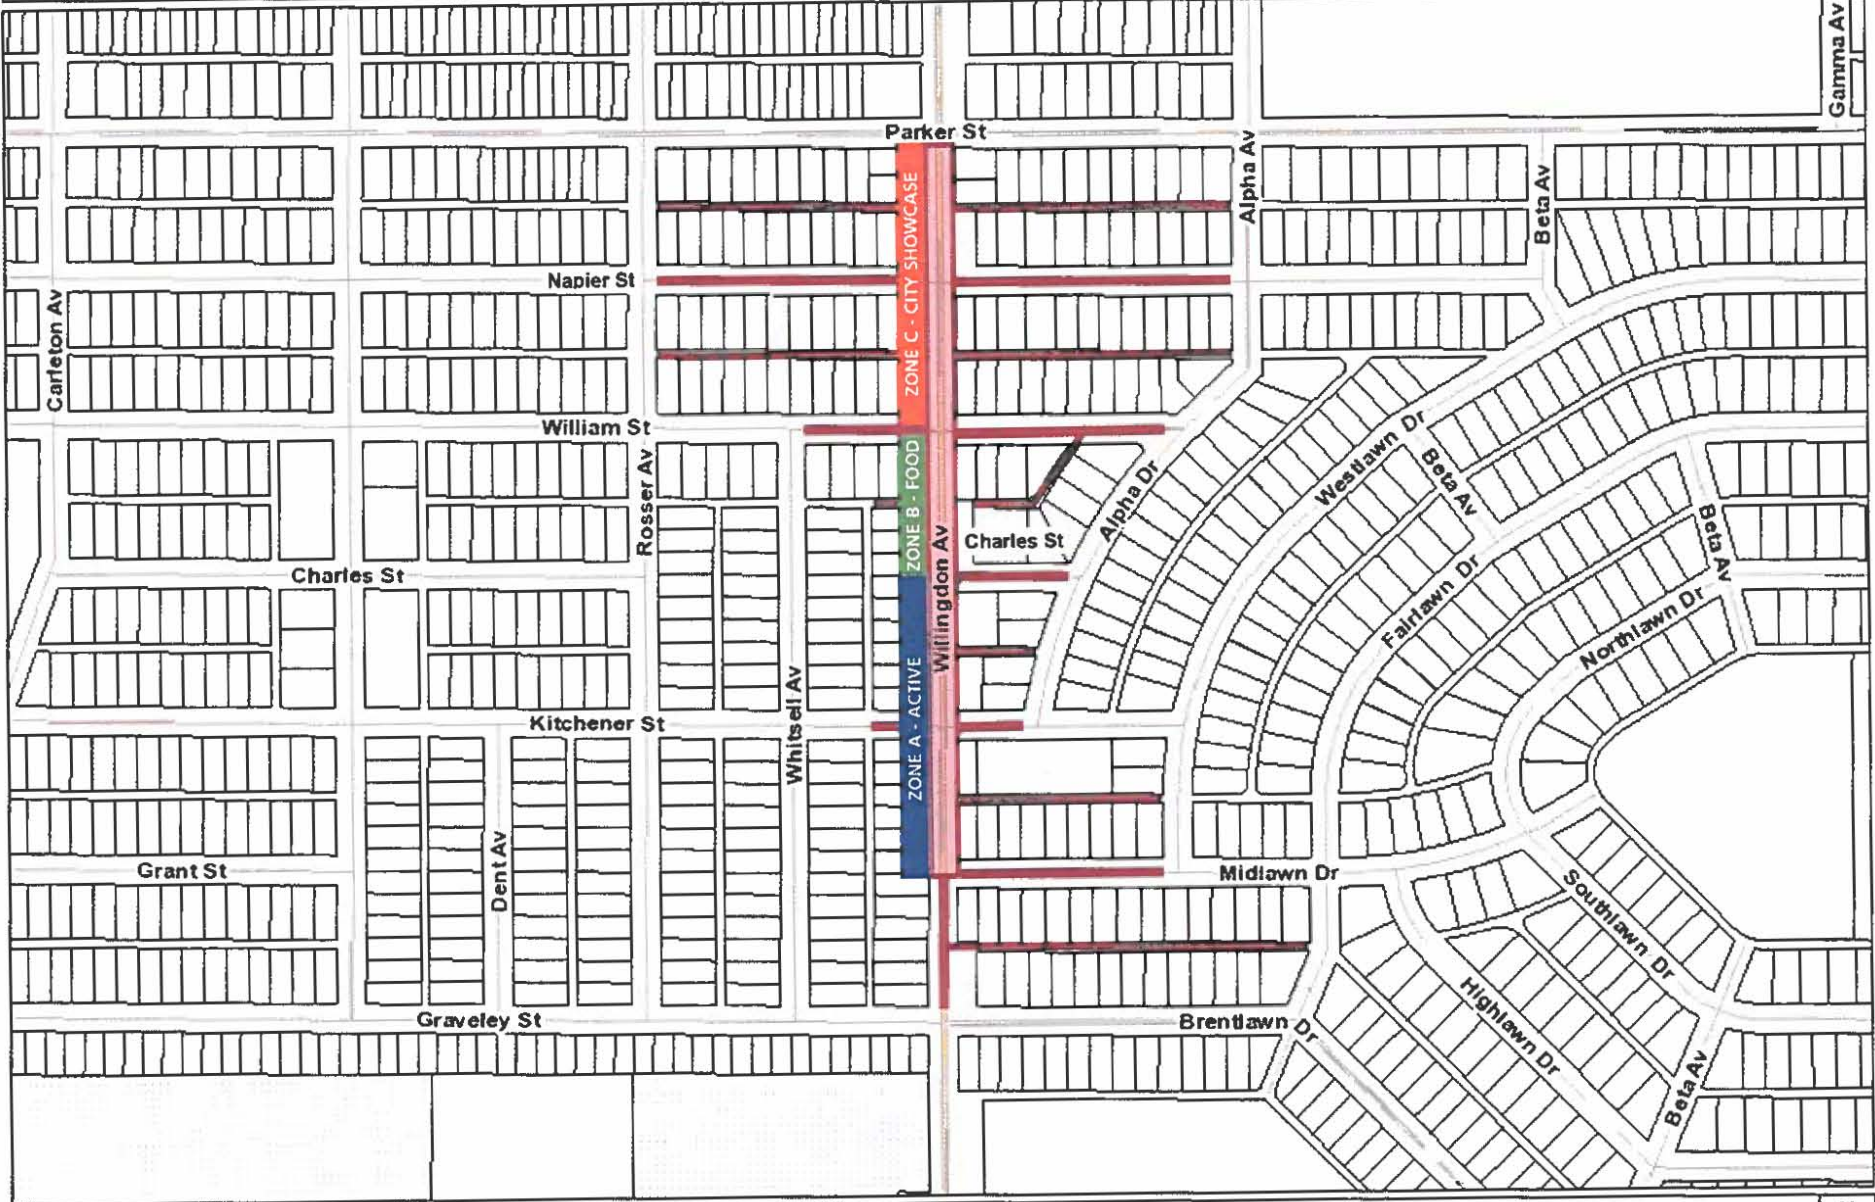 Gamma Av
Parker St
Alpha Av
Beta Av
ZONE C - CITY SHOWCASE
Napier St
Carleton Av
William St
Westlawn Dr
Beta Av
Rosser Av
ZONE B - FOOD
Alpha Dr
Willingdon Av
Charles St
Beta Av
Charles St
Fairlawn Dr
Northlawn Dr
ZONE A - ACTIVE
Whitsell Av
Kitchener St
Dent Av
Grant St
Midlawn Dr
Southlawn Dr
Highlawn Dr
Graveley St
Brentlawn Dr
Beta Av